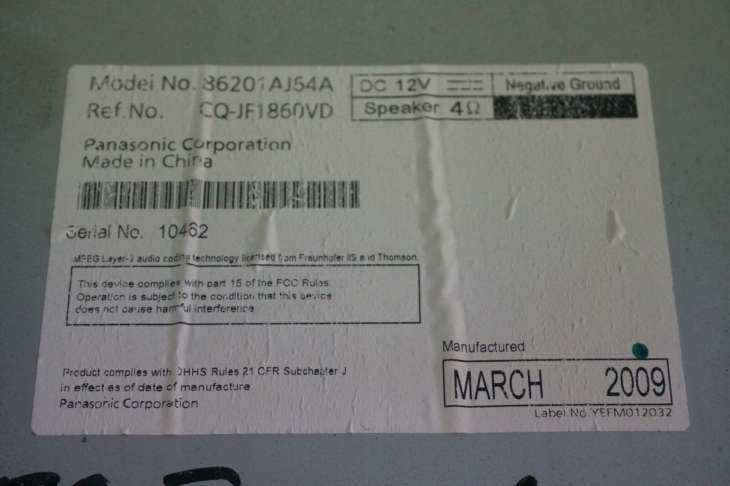 Model No. 86201AJ64A
DC 12V
Negative Ground
Ref.No. CQ-JF1860VD
Speaker 4Ω
Panasonic Corporation
Made in China
Serial No. 10462
MPEG Layer-3 audio coding technology licensed from Fraunhofer IIS and Thomson.
This device complies with part 15 of the FCC Rules.
Operation is subject to the condition that this device
does not cause harmful interference
Manufactured
Product complies with DHHS Rules 21 CFR Subchapter J
in effect as of date of manufacture.
MARCH 2009
Panasonic Corporation
Label No.YEFM012032